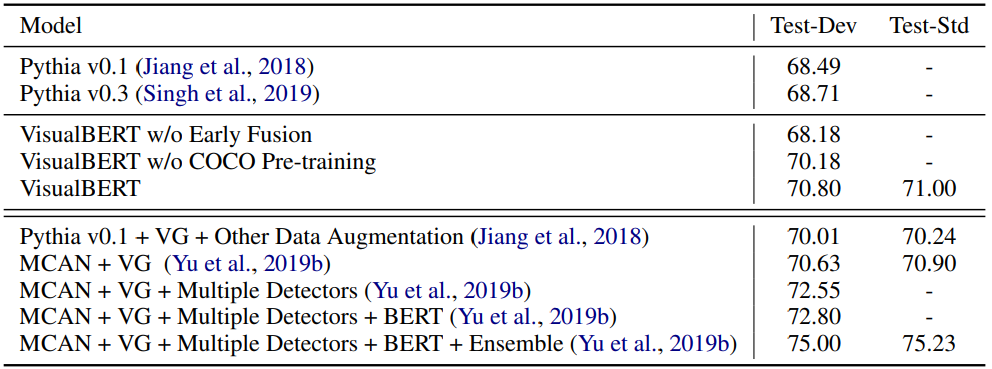 Model Test-Dev Test-Std
Pythia v0.1 (Jiang et al., 2018) 68.49 -
Pythia v0.3 (Singh et al., 2019) 68.71 -
VisualBERT w/o Early Fusion 68.18 -
VisualBERT w/o COCO Pre-training 70.18 -
VisualBERT 70.80 71.00
Pythia v0.1 + VG + Other Data Augmentation (Jiang et al., 2018) 70.01 70.24
MCAN + VG (Yu et al., 2019b) 70.63 70.90
MCAN + VG + Multiple Detectors (Yu et al., 2019b) 72.55 -
MCAN + VG + Multiple Detectors + BERT (Yu et al., 2019b) 72.80 -
MCAN + VG + Multiple Detectors + BERT + Ensemble (Yu et al., 2019b) 75.00 75.23